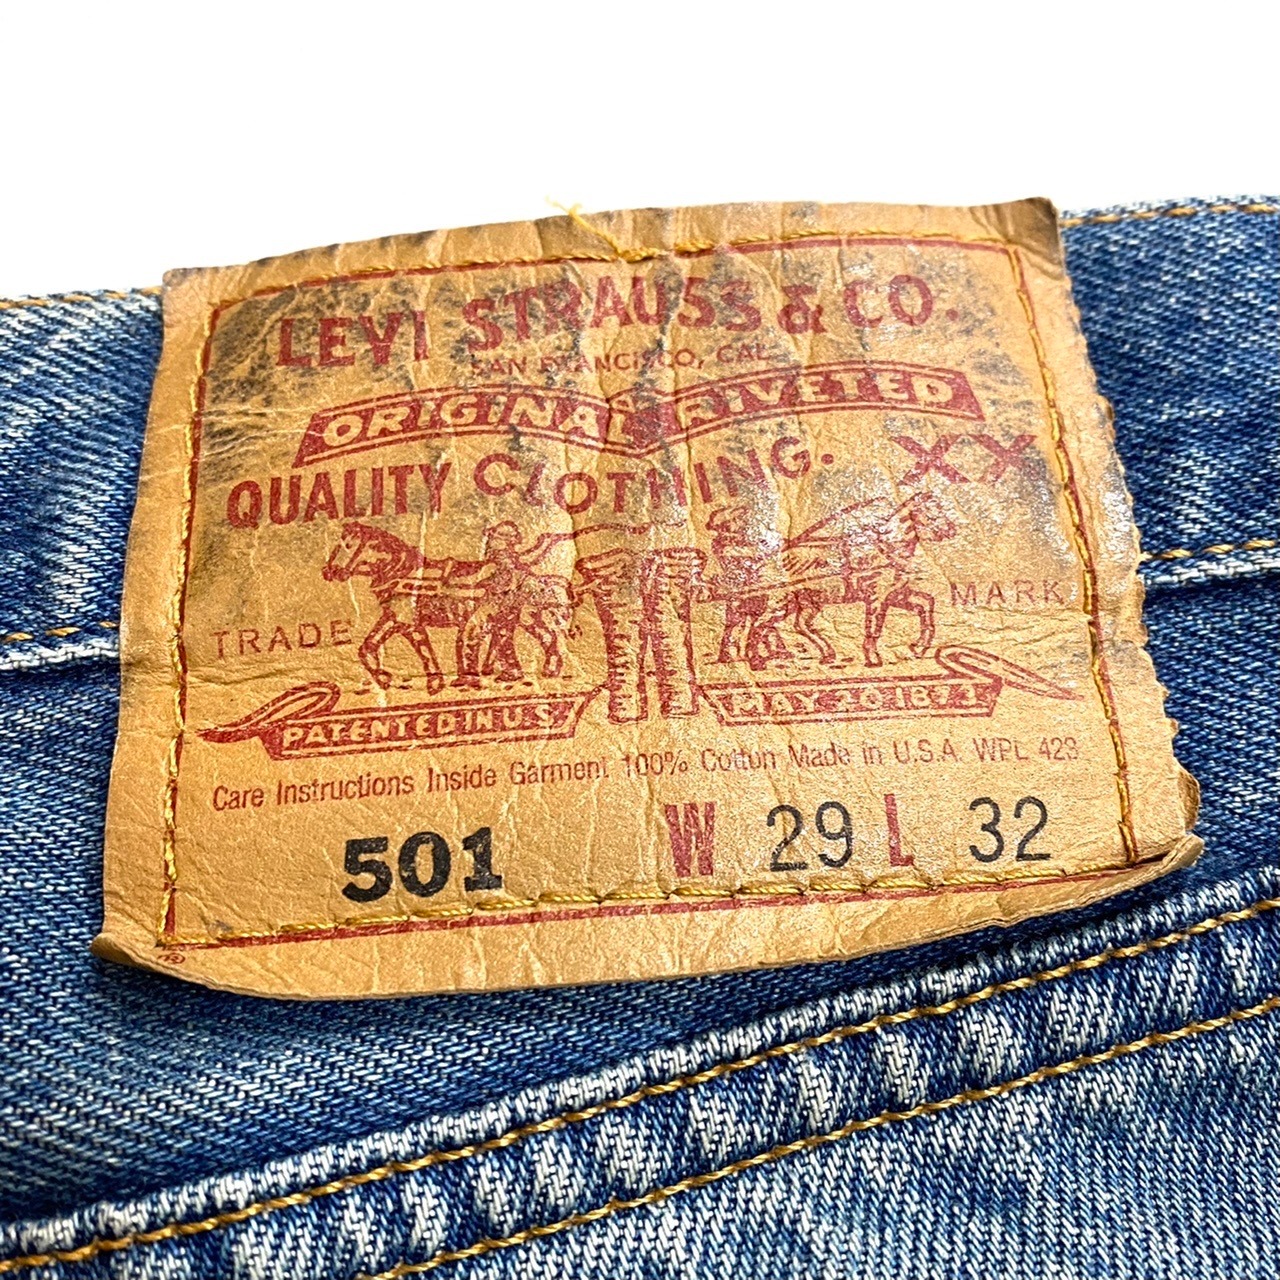 LEVI STRAUSS & CO.
SAN FRANCISCO, CAL.
ORIGINAL RIVETED
QUALITY CLOTHING. XX
TRADE MARK
PATENTED IN U.S. MAY 20 1873
Care Instructions Inside Garment 100% Cotton Made in U.S.A. WPL 423
501 W 29 L 32
®